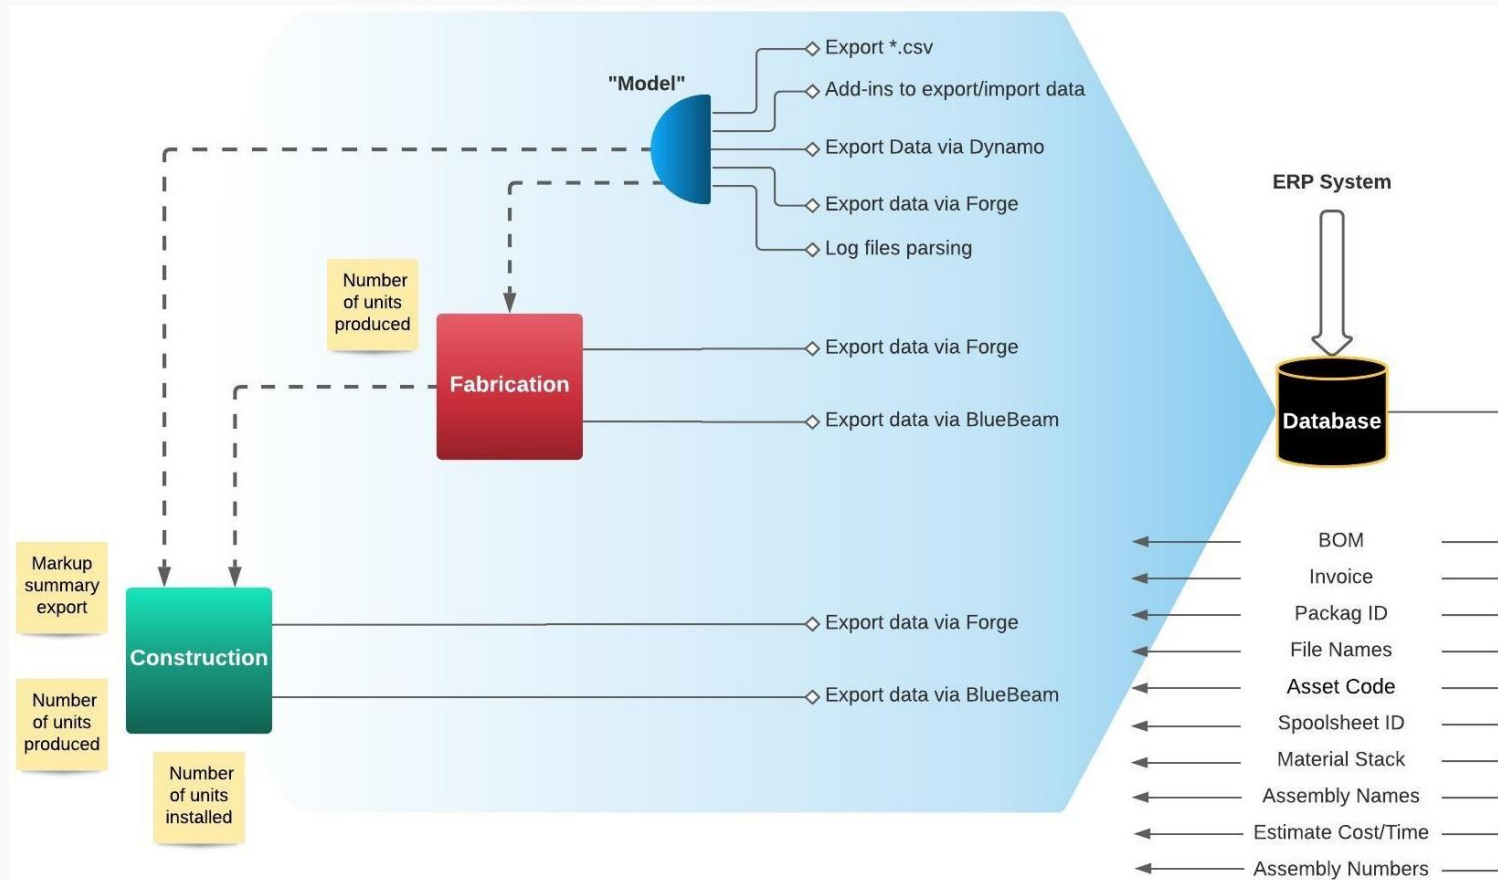 Export *.csv
"Model"
Add-ins to export/import data
Export Data via Dynamo
Export data via Forge
Log files parsing
ERP System
Number
of units
produced
Fabrication
Export data via Forge
Export data via BlueBeam
Database
Markup
summary
export
Construction
Number
of units
produced
Number
of units
installed
Export data via Forge
Export data via BlueBeam
BOM
Invoice
Packag ID
File Names
Asset Code
Spoolsheet ID
Material Stack
Assembly Names
Estimate Cost/Time
Assembly Numbers